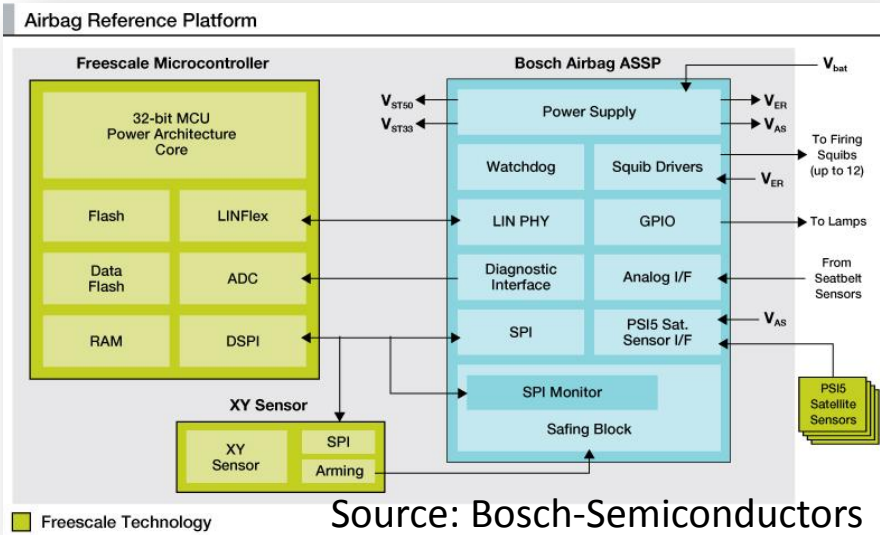 Airbag Reference Platform
Freescale Microcontroller
32-bit MCU
Power Architecture
Core
Flash
LINFlex
Data
Flash
ADC
RAM
DSPI
Bosch Airbag ASSP
Vbat
VST50
VST33
Power Supply
VER
VAS
Watchdog
Squib Drivers
To Firing
Squibs
(up to 12)
VER
LIN PHY
GPIO
To Lamps
Diagnostic
Interface
Analog I/F
From
Seatbelt
Sensors
SPI
PSI5 Sat.
Sensor I/F
VAS
SPI Monitor
Safing Block
PSI5
Satellite
Sensors
XY Sensor
XY
Sensor
SPI
Arming
Freescale Technology
Source: Bosch-Semiconductors